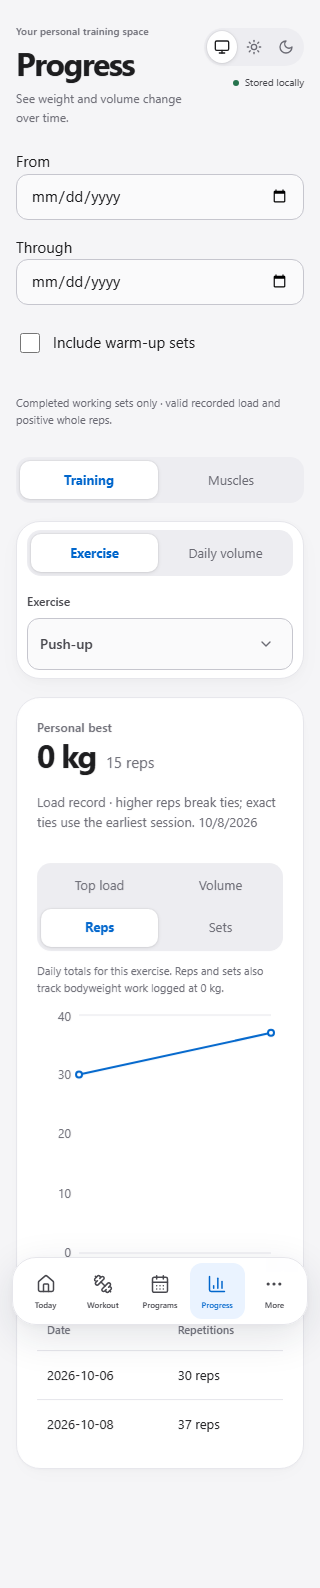 Your personal training space
Progress
See weight and volume change
over time.
Stored locally
From
mm/dd/yyyy
Through
mm/dd/yyyy
Include warm-up sets
Completed working sets only · valid recorded load and
positive whole reps.
Training
Muscles
Exercise
Daily volume
Exercise
Push-up
Personal best
0 kg 15 reps
Load record · higher reps break ties; exact
ties use the earliest session. 10/8/2026
Top load
Volume
Reps
Sets
Daily totals for this exercise. Reps and sets also
track bodyweight work logged at 0 kg.
40
30
20
10
0
Today
Workout
Programs
Progress
More
Date
Repetitions
2026-10-06
30 reps
2026-10-08
37 reps